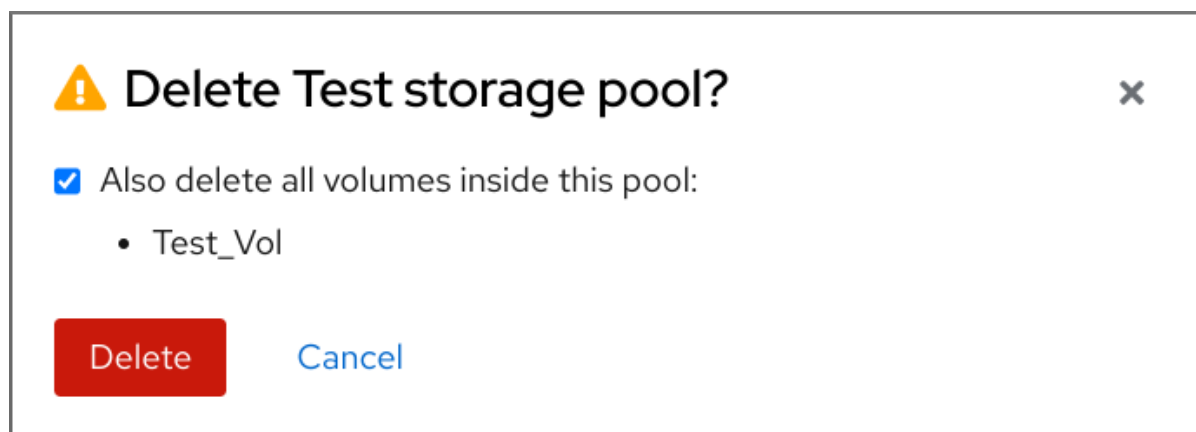 Delete Test storage pool?
Also delete all volumes inside this pool:
• Test_Vol
Delete Cancel